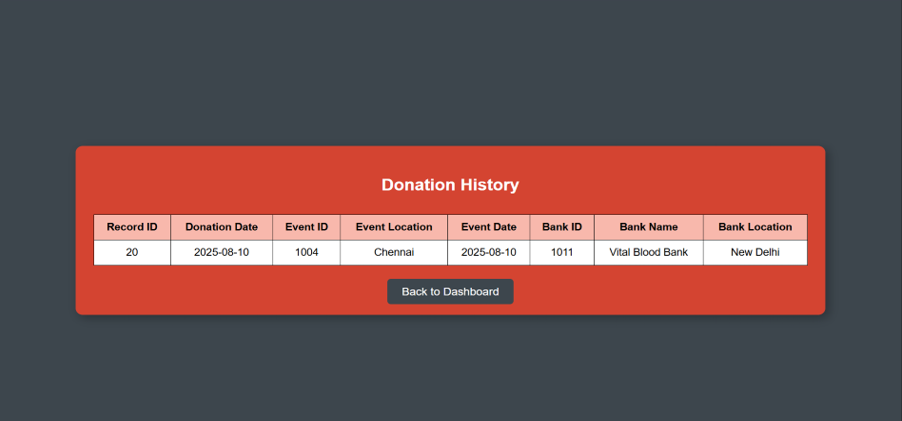 Donation History
Record ID Donation Date Event ID Event Location Event Date Bank ID Bank Name Bank Location
20 2025-08-10 1004 Chennai 2025-08-10 1011 Vital Blood Bank New Delhi
Back to Dashboard